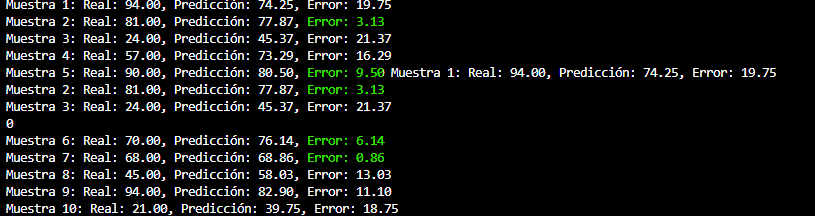 Muestra 1: Real: 94.00, Predicción: 74.25, Error: 19.75
Muestra 2: Real: 81.00, Predicción: 77.87, Error: 3.13
Muestra 3: Real: 24.00, Predicción: 45.37, Error: 21.37
Muestra 4: Real: 57.00, Predicción: 73.29, Error: 16.29
Muestra 5: Real: 90.00, Predicción: 80.50, Error: 9.50 Muestra 1: Real: 94.00, Predicción: 74.25, Error: 19.75
Muestra 2: Real: 81.00, Predicción: 77.87, Error: 3.13
Muestra 3: Real: 24.00, Predicción: 45.37, Error: 21.37
0
Muestra 6: Real: 70.00, Predicción: 76.14, Error: 6.14
Muestra 7: Real: 68.00, Predicción: 68.86, Error: 0.86
Muestra 8: Real: 45.00, Predicción: 58.03, Error: 13.03
Muestra 9: Real: 94.00, Predicción: 82.90, Error: 11.10
Muestra 10: Real: 21.00, Predicción: 39.75, Error: 18.75